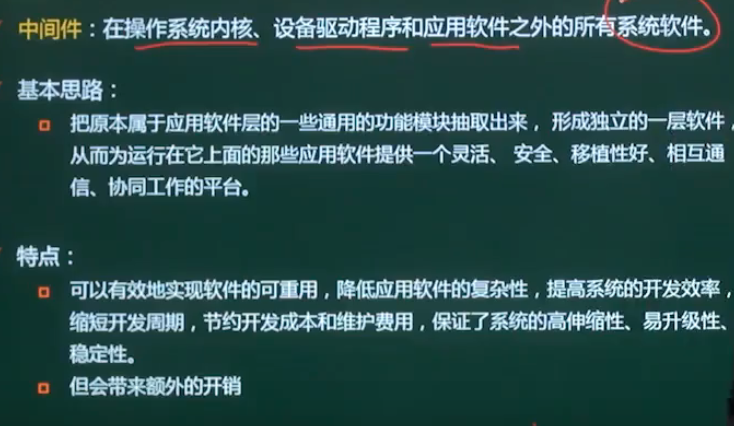 中间件：在操作系统内核、设备驱动程序和应用软件之外的所有系统软件。
基本思路：
把原本属于应用软件层的一些通用的功能模块抽取出来， 形成独立的一层软件，
从而为运行在它上面的那些应用软件提供一个灵活、 安全、移植性好、相互通
信、协同工作的平台。
特点：
可以有效地实现软件的可重用，降低应用软件的复杂性，提高系统的开发效率，
缩短开发周期，节约开发成本和维护费用，保证了系统的高伸缩性、易升级性、
稳定性。
但会带来额外的开销